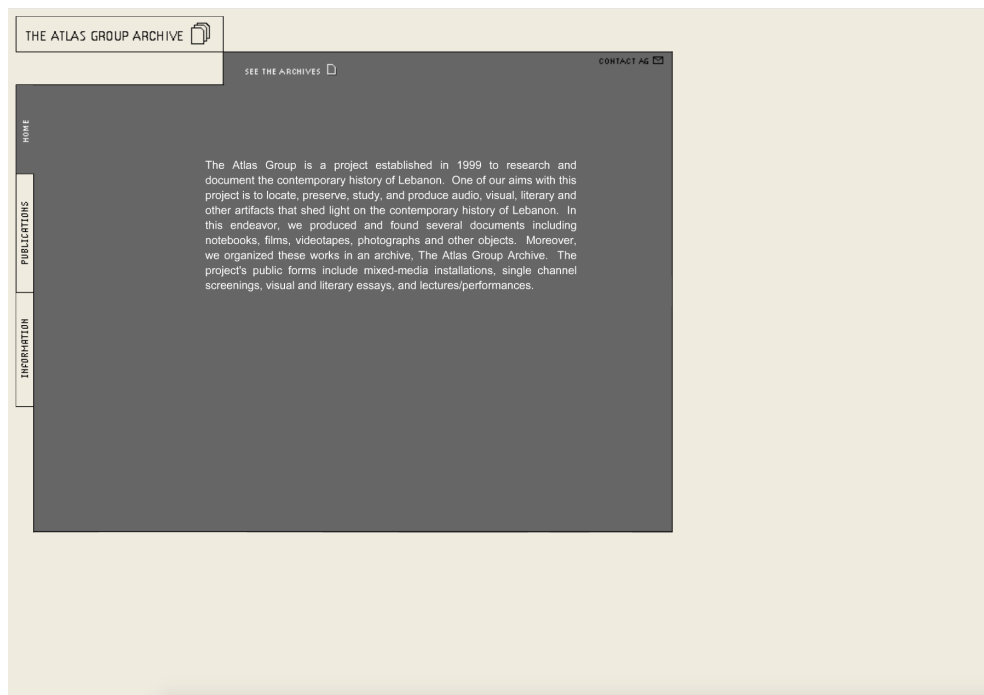 THE ATLAS GROUP ARCHIVE
SEE THE ARCHIVES
CONTACT AG
HOME
PUBLICATIONS
INFORMATION
The Atlas Group is a project established in 1999 to research and
document the contemporary history of Lebanon. One of our aims with this
project is to locate, preserve, study, and produce audio, visual, literary and
other artifacts that shed light on the contemporary history of Lebanon. In
this endeavor, we produced and found several documents including
notebooks, films, videotapes, photographs and other objects. Moreover,
we organized these works in an archive, The Atlas Group Archive. The
project's public forms include mixed-media installations, single channel
screenings, visual and literary essays, and lectures/performances.